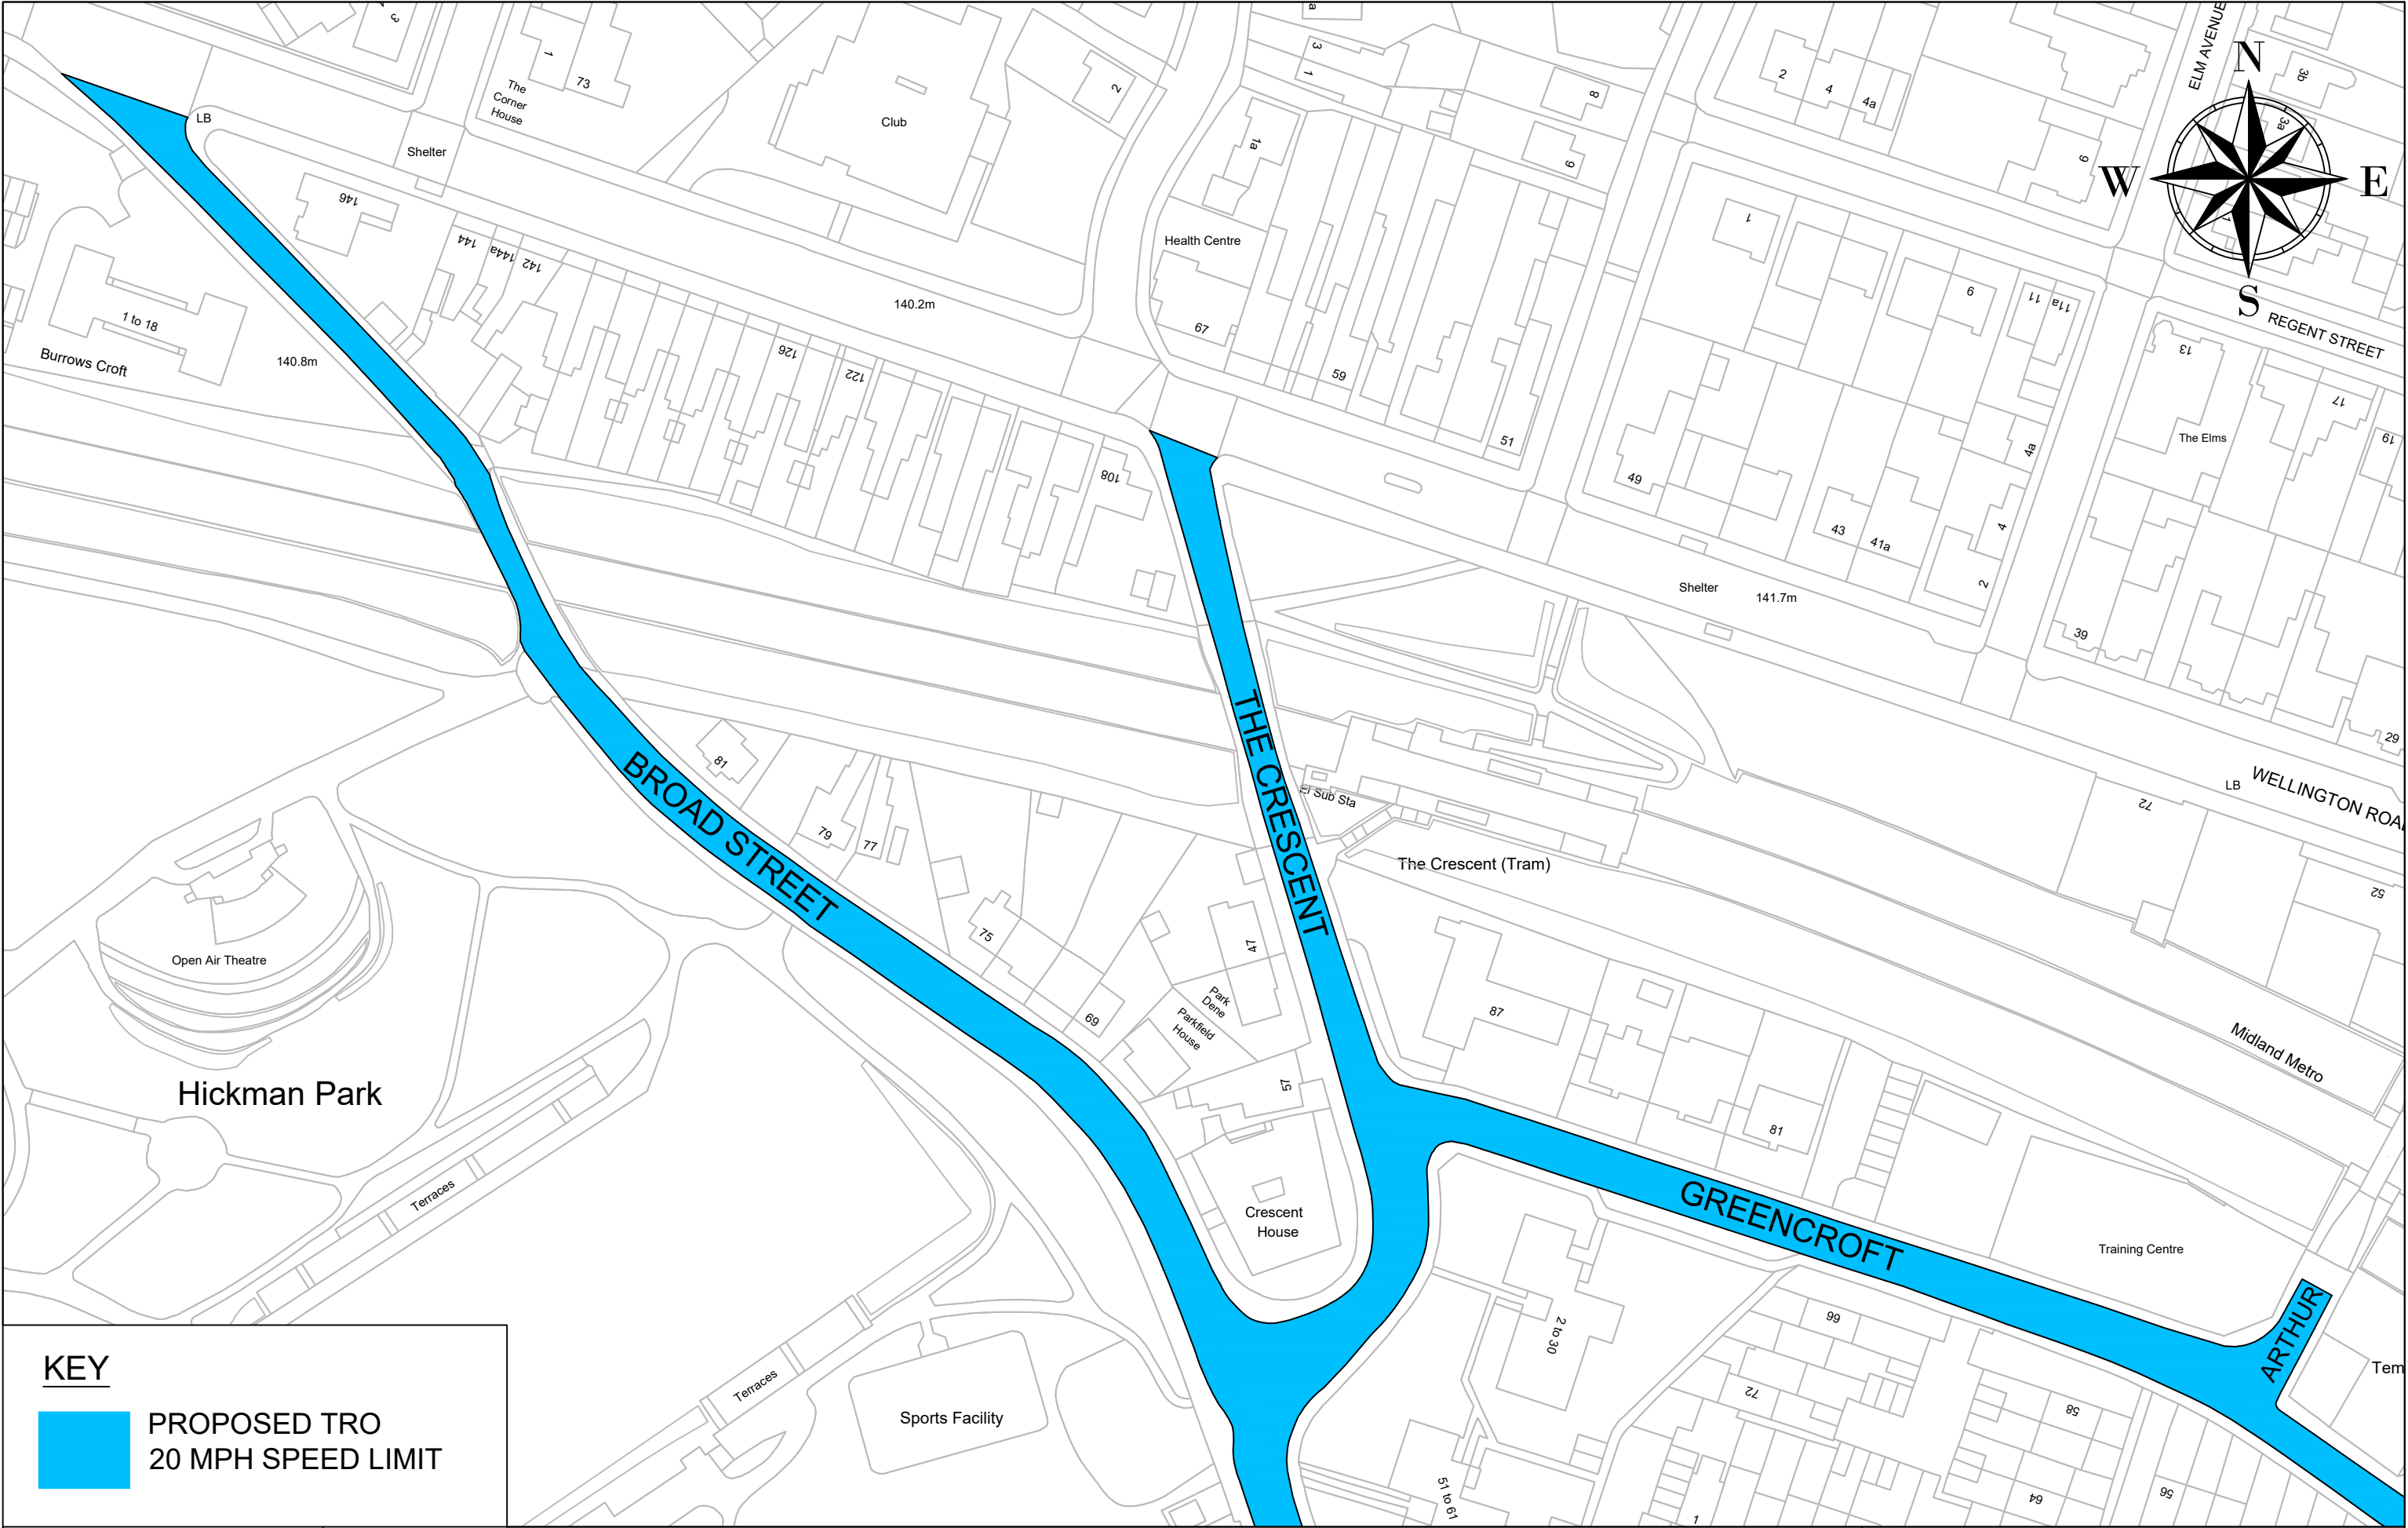 3
1
73
The
Corner
House
LB
Shelter
Club
2
a
3
1
1a
8
6
2
4
4a
9
ELM AVENUE
3b
3a
1
N
W
E
S
146
144
144a
142
140.2m
Health Centre
67
59
51
1
9
11
11a
REGENT STREET
13
17
19
The Elms
1 to 18
Burrows Croft
140.8m
126
122
108
49
43
41a
4a
4
2
39
29
Shelter
141.7m
WELLINGTON ROA
LB
72
52
81
79
77
75
69
BROAD STREET
THE CRESCENT
El Sub Sta
The Crescent (Tram)
47
Park
Dene
Parkfield
House
57
87
81
Midland Metro
Open Air Theatre
Hickman Park
Terraces
Crescent
House
GREENCROFT
Training Centre
ARTHUR
Tem
2 to 30
66
72
58
64
56
51 to 61
1
Terraces
Sports Facility
KEY
PROPOSED TRO
20 MPH SPEED LIMIT